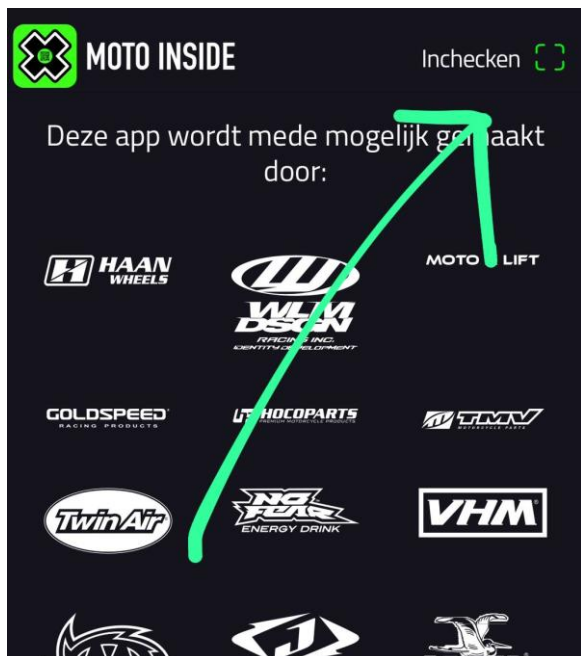 MOTO INSIDE
Inchecken
Deze app wordt mede mogelijk gemaakt
door:
HAAN
WHEELS
WLM
DSGN
RACING INC.
IDENTITY DEVELOPMENT
MOTO LIFT
GOLDSPEED
RACING PRODUCTS
HOCOPARTS
PREMIUM MOTORCYCLE PRODUCTS
TMV
MOTORCYCLE PARTS
Twin Air
NO
FEAR
ENERGY DRINK
VHM